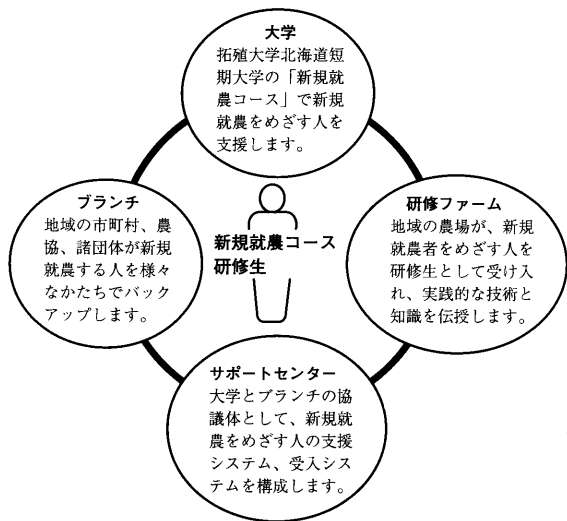 大学
拓殖大学北海道短
期大学の「新規就
農コース」で新規
就農をめざす人を
支援します。
ブランチ
地域の市町村、農
協、諸団体が新規
就農する人を様々
なかたちでバック
アップします。
新規就農コース
研修生
研修ファーム
地域の農場が、新規
就農者をめざす人を
研修生として受け入
れ、実践的な技術と
知識を伝授します。
サポートセンター
大学とブランチの協
議体として、新規就
農をめざす人の支援
システム、受入シス
テムを構成します。